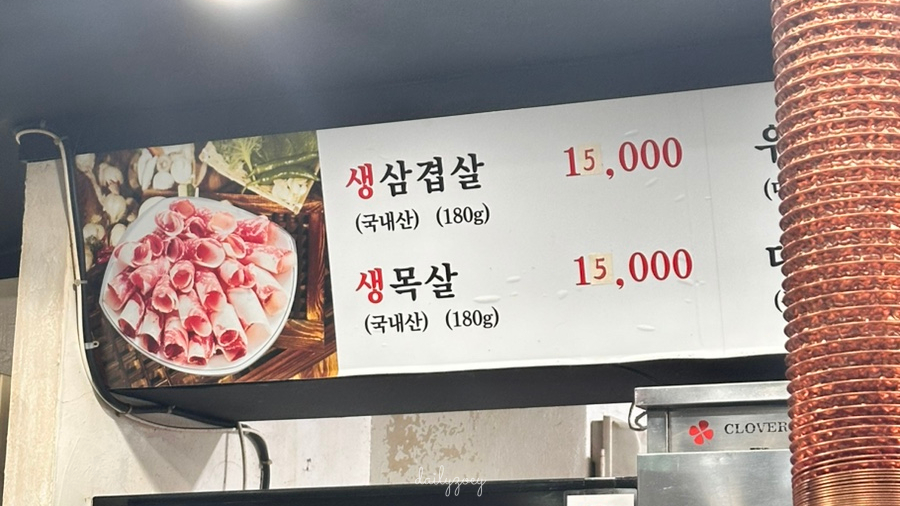 생삼겹살 15,000
(국내산) (180g)
생목살 15,000
(국내산) (180g)
CLOVER
dailyzoey